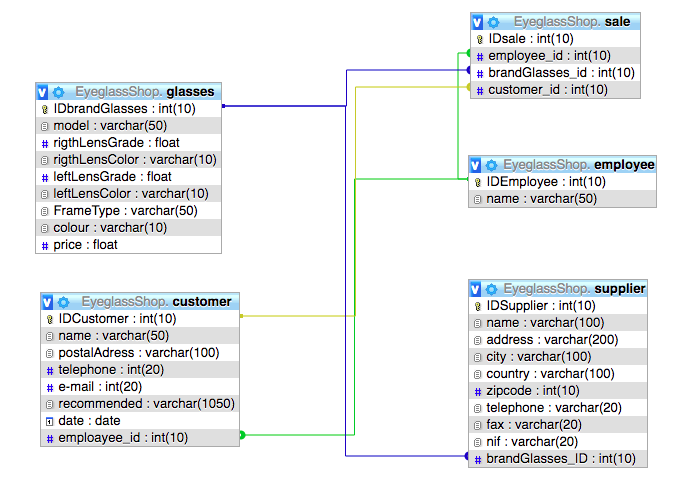 EyeglassShop. sale
IDsale : int(10)
employee_id : int(10)
brandGlasses_id : int(10)
customer_id : int(10)
EyeglassShop. glasses
IDbrandGlasses : int(10)
model : varchar(50)
rigthLensGrade : float
rigthLensColor : varchar(10)
leftLensGrade : float
leftLensColor : varchar(10)
FrameType : varchar(50)
colour : varchar(10)
price : float
EyeglassShop. employee
IDEmployee : int(10)
name : varchar(50)
EyeglassShop. customer
IDCustomer : int(10)
name : varchar(50)
postalAdress : varchar(100)
telephone : int(20)
e-mail : int(20)
recommended : varchar(1050)
date : date
emploayee_id : int(10)
EyeglassShop. supplier
IDSupplier : int(10)
name : varchar(100)
address : varchar(200)
city : varchar(100)
country : varchar(100)
zipcode : int(10)
telephone : varchar(20)
fax : varchar(20)
nif : varchar(20)
brandGlasses_ID : int(10)